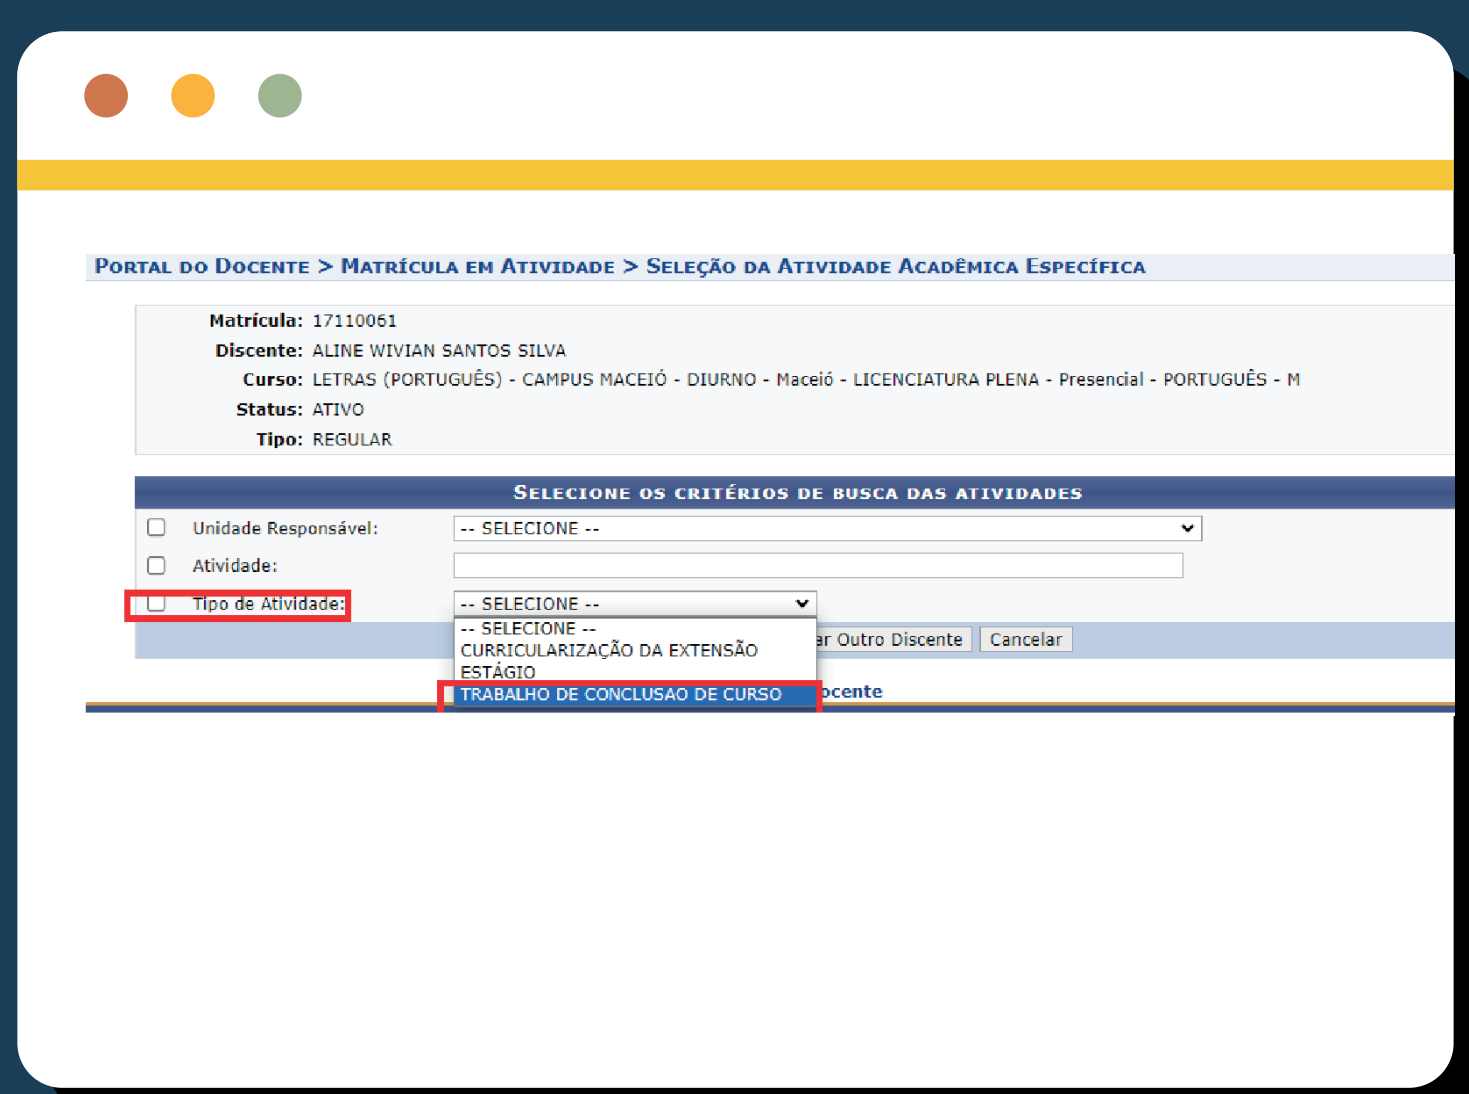 Portal do Docente > Matrícula em Atividade > Seleção da Atividade Acadêmica Específica
Matrícula: 17110061
Discente: ALINE WIVIAN SANTOS SILVA
Curso: LETRAS (PORTUGUÊS) - CAMPUS MACEIÓ - DIURNO - Maceió - LICENCIATURA PLENA - Presencial - PORTUGUÊS - M
Status: ATIVO
Tipo: REGULAR
Selecione os critérios de busca das atividades
Unidade Responsável: -- SELECIONE --
Atividade:
Tipo de Atividade: -- SELECIONE --
-- SELECIONE --
CURRICULARIZAÇÃO DA EXTENSÃO
ar Outro Discente Cancelar
ESTÁGIO
TRABALHO DE CONCLUSAO DE CURSO
ocente